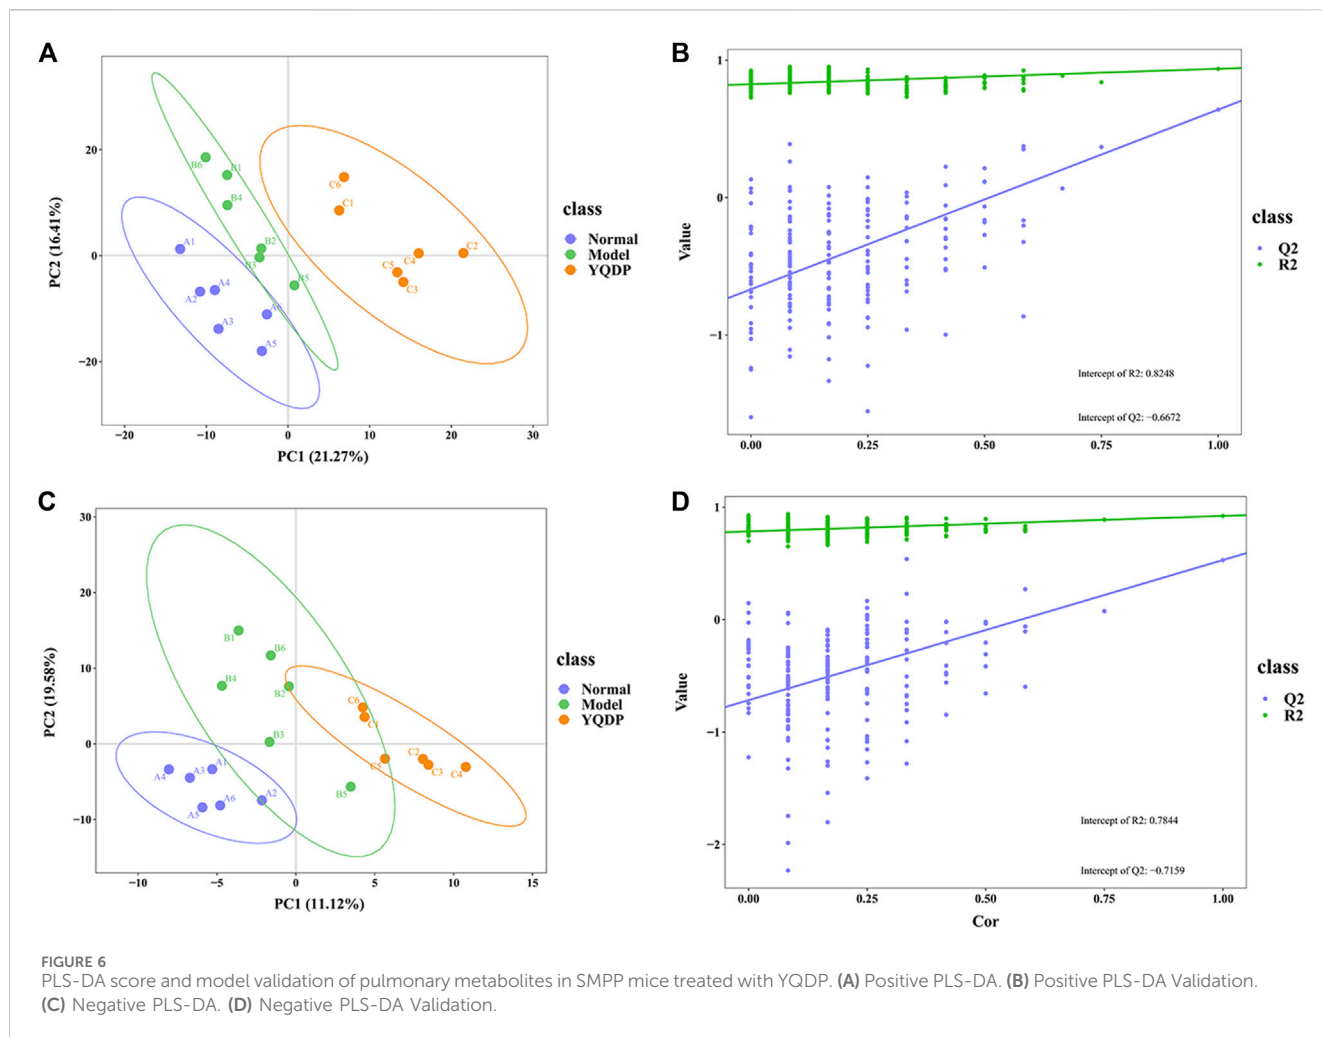 A
PC2 (16.41%)
20
0
−20
B6
B1
B4
B2
B3
B5
A1
A4
A2
A3
A6
A5
C6
C1
C4
C2
C5
C3
−20
−10
0
10
20
30
PC1 (21.27%)
class
Normal
Model
YQDP
B
Value
1
0
−1
Intercept of R2: 0.8248
Intercept of Q2: −0.6672
0.00
0.25
0.50
0.75
1.00
class
Q2
R2
C
PC2 (19.58%)
30
20
10
0
−10
B1
B6
B4
B2
B3
B5
A4
A3
A1
A5
A6
A2
C6
C1
C5
C2
C3
C4
−10
−5
0
5
10
15
PC1 (11.12%)
class
Normal
Model
YQDP
D
Value
1
0
−1
−2
Intercept of R2: 0.7844
Intercept of Q2: −0.7159
0.00
0.25
0.50
0.75
1.00
Cor
class
Q2
R2
FIGURE 6
PLS-DA score and model validation of pulmonary metabolites in SMPP mice treated with YQDP. (A) Positive PLS-DA. (B) Positive PLS-DA Validation.
(C) Negative PLS-DA. (D) Negative PLS-DA Validation.